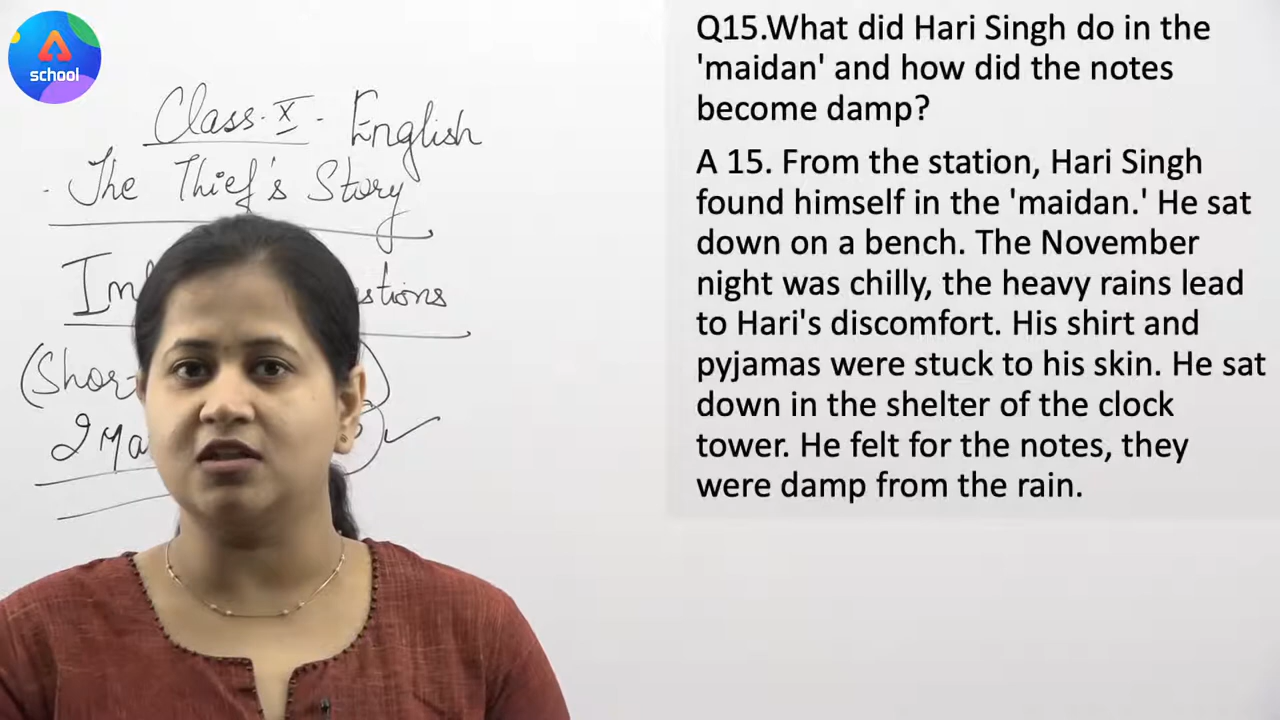 A
school
Class-X- English
The Thief's Story
2
Q15.What did Hari Singh do in the
'maidan' and how did the notes
become damp?
A 15. From the station, Hari Singh
found himself in the 'maidan.' He sat
down on a bench. The November
night was chilly, the heavy rains lead
to Hari's discomfort. His shirt and
pyjamas were stuck to his skin. He sat
down in the shelter of the clock
tower. He felt for the notes, they
were damp from the rain.